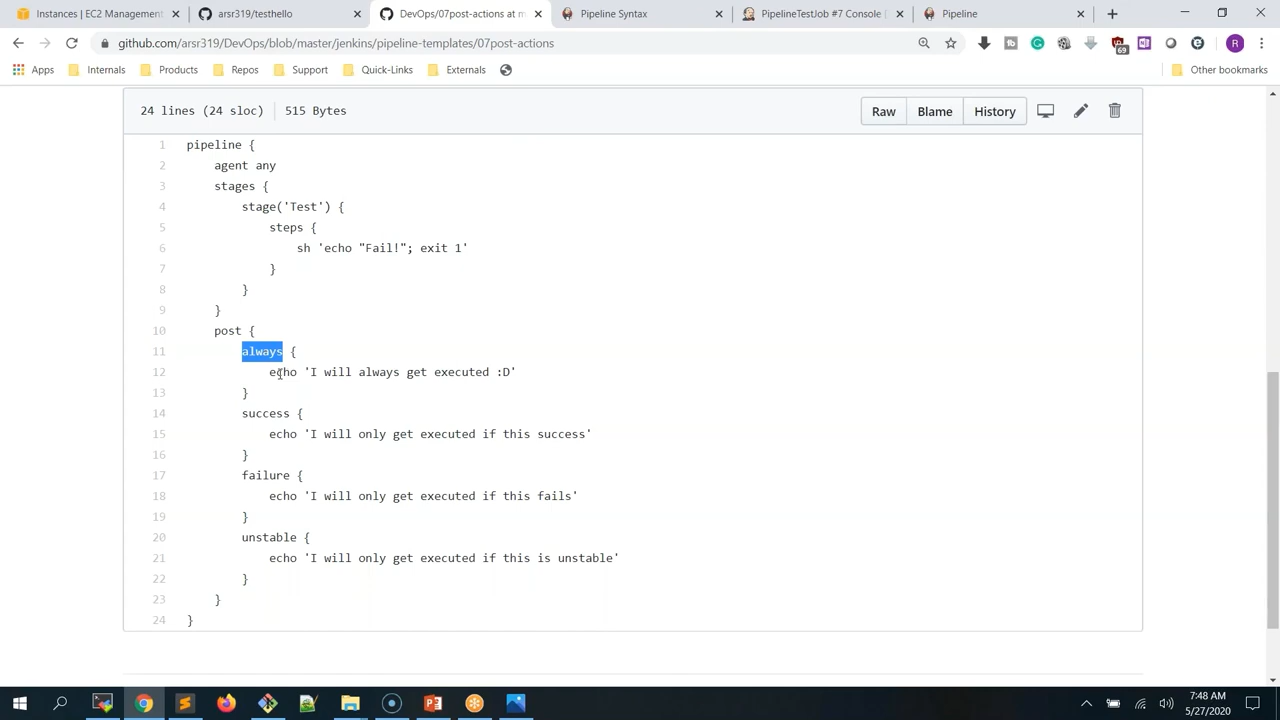 Instances | EC2 Management
arsr319/testhello
DevOps/07post-actions at m
Pipeline Syntax
PipelineTestJob #7 Console (
Pipeline
github.com/arsr319/DevOps/blob/master/jenkins/pipeline-templates/07post-actions
69
R
Apps
Internals
Products
Repos
Support
Quick-Links
Externals
Other bookmarks
24 lines (24 sloc) 515 Bytes
Raw
Blame
History
1 pipeline {
2 agent any
3 stages {
4 stage('Test') {
5 steps {
6 sh 'echo "Fail!"; exit 1'
7 }
8 }
9 }
10 post {
11 always {
12 echo 'I will always get executed :D'
13 }
14 success {
15 echo 'I will only get executed if this success'
16 }
17 failure {
18 echo 'I will only get executed if this fails'
19 }
20 unstable {
21 echo 'I will only get executed if this is unstable'
22 }
23 }
24 }
7:48 AM
5/27/2020